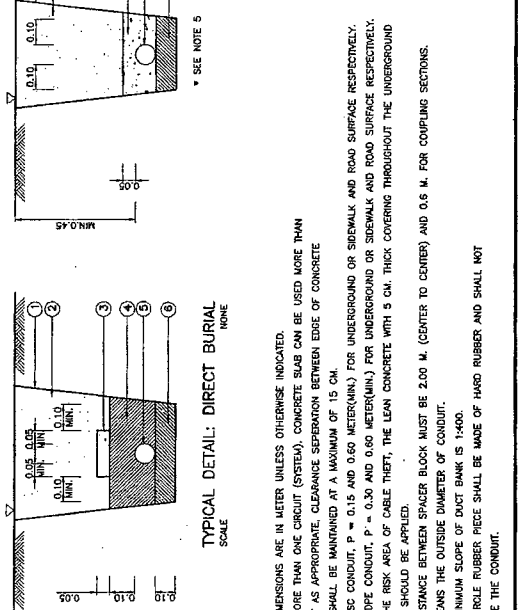 0.10
0.10
0.05
MIN.0.45
▼ SEE NOTE 5
1
2
3
4
5
6
0.10 MIN.
0.05 MIN.
0.05 MIN.
0.10 MIN.
0.05
0.10
0.10
TYPICAL DETAIL: DIRECT BURIAL
SCALE NONE
MENSIONS ARE IN METER UNLESS OTHERWISE INDICATED.
ORE THAN ONE CIRCUIT (SYSTEM), CONCRETE SLAB CAN BE USED MORE THAN
AS APPROPRIATE, CLEARANCE SEPERATION BETWEEN EDGE OF CONCRETE
SHALL BE MAINTAINED AT A MAXIMUM OF 15 CM.
SC CONDUIT, P = 0.15 AND 0.60 METER(MIN.) FOR UNDERGROUND OR SIDEWALK AND ROAD SURFACE RESPECTIVELY.
DPE CONDUIT, P = 0.30 AND 0.60 METER(MIN.) FOR UNDERGROUND OR SIDEWALK AND ROAD SURFACE RESPECTIVELY.
HE RISK AREA OF CABLE THEFT, THE LEAN CONCRETE WITH 5 CM. THICK COVERING THROUGHOUT THE UNDERGROUND
SHOULD BE APPLIED.
STANCE BETWEEN SPACER BLOCK MUST BE 2.00 M. (CENTER TO CENTER) AND 0.6 M. FOR COUPLING SECTIONS.
EANS THE OUTSIDE DIAMETER OF CONDUIT.
NIMUM SLOPE OF DUCT BANK IS 1:400.
ROLE RUBBER PIECE SHALL BE MADE OF HARD RUBBER AND SHALL NOT
E THE CONDUIT.